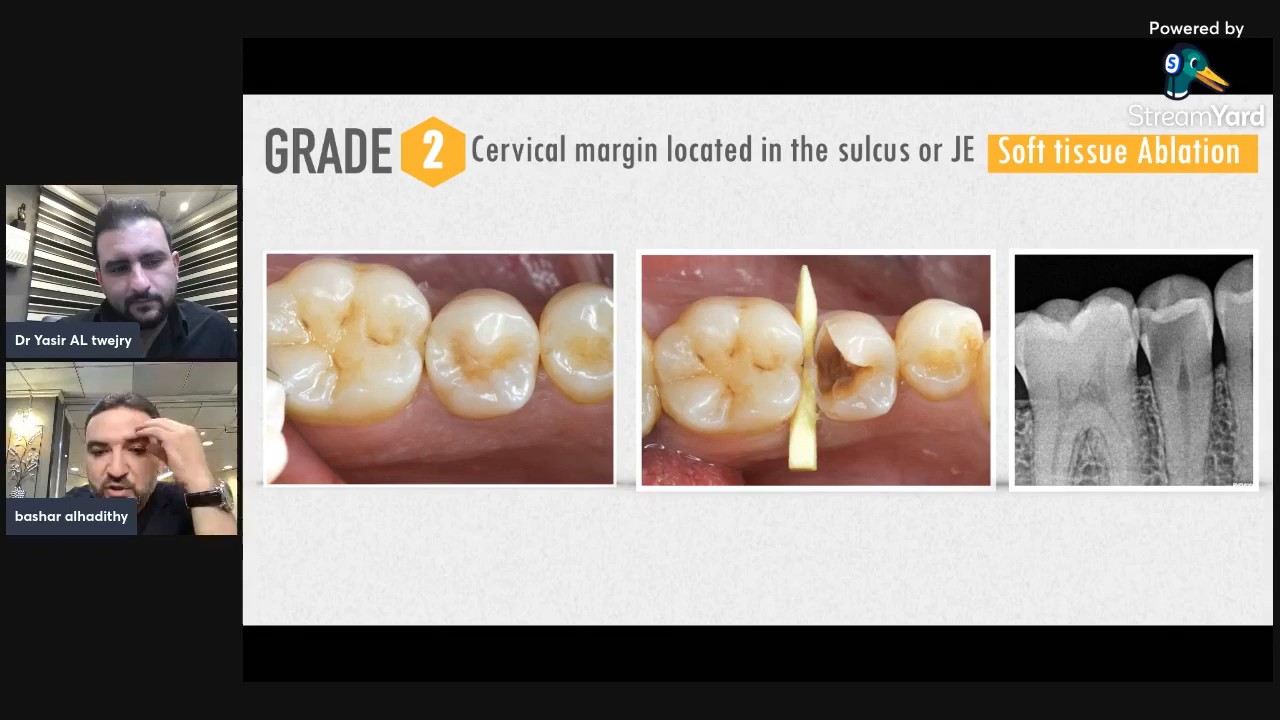 Powered by
S
StreamYard
GRADE 2 Cervical margin located in the sulcus or JE Soft tissue Ablation
Dr Yasir AL twejry
bashar alhadithy